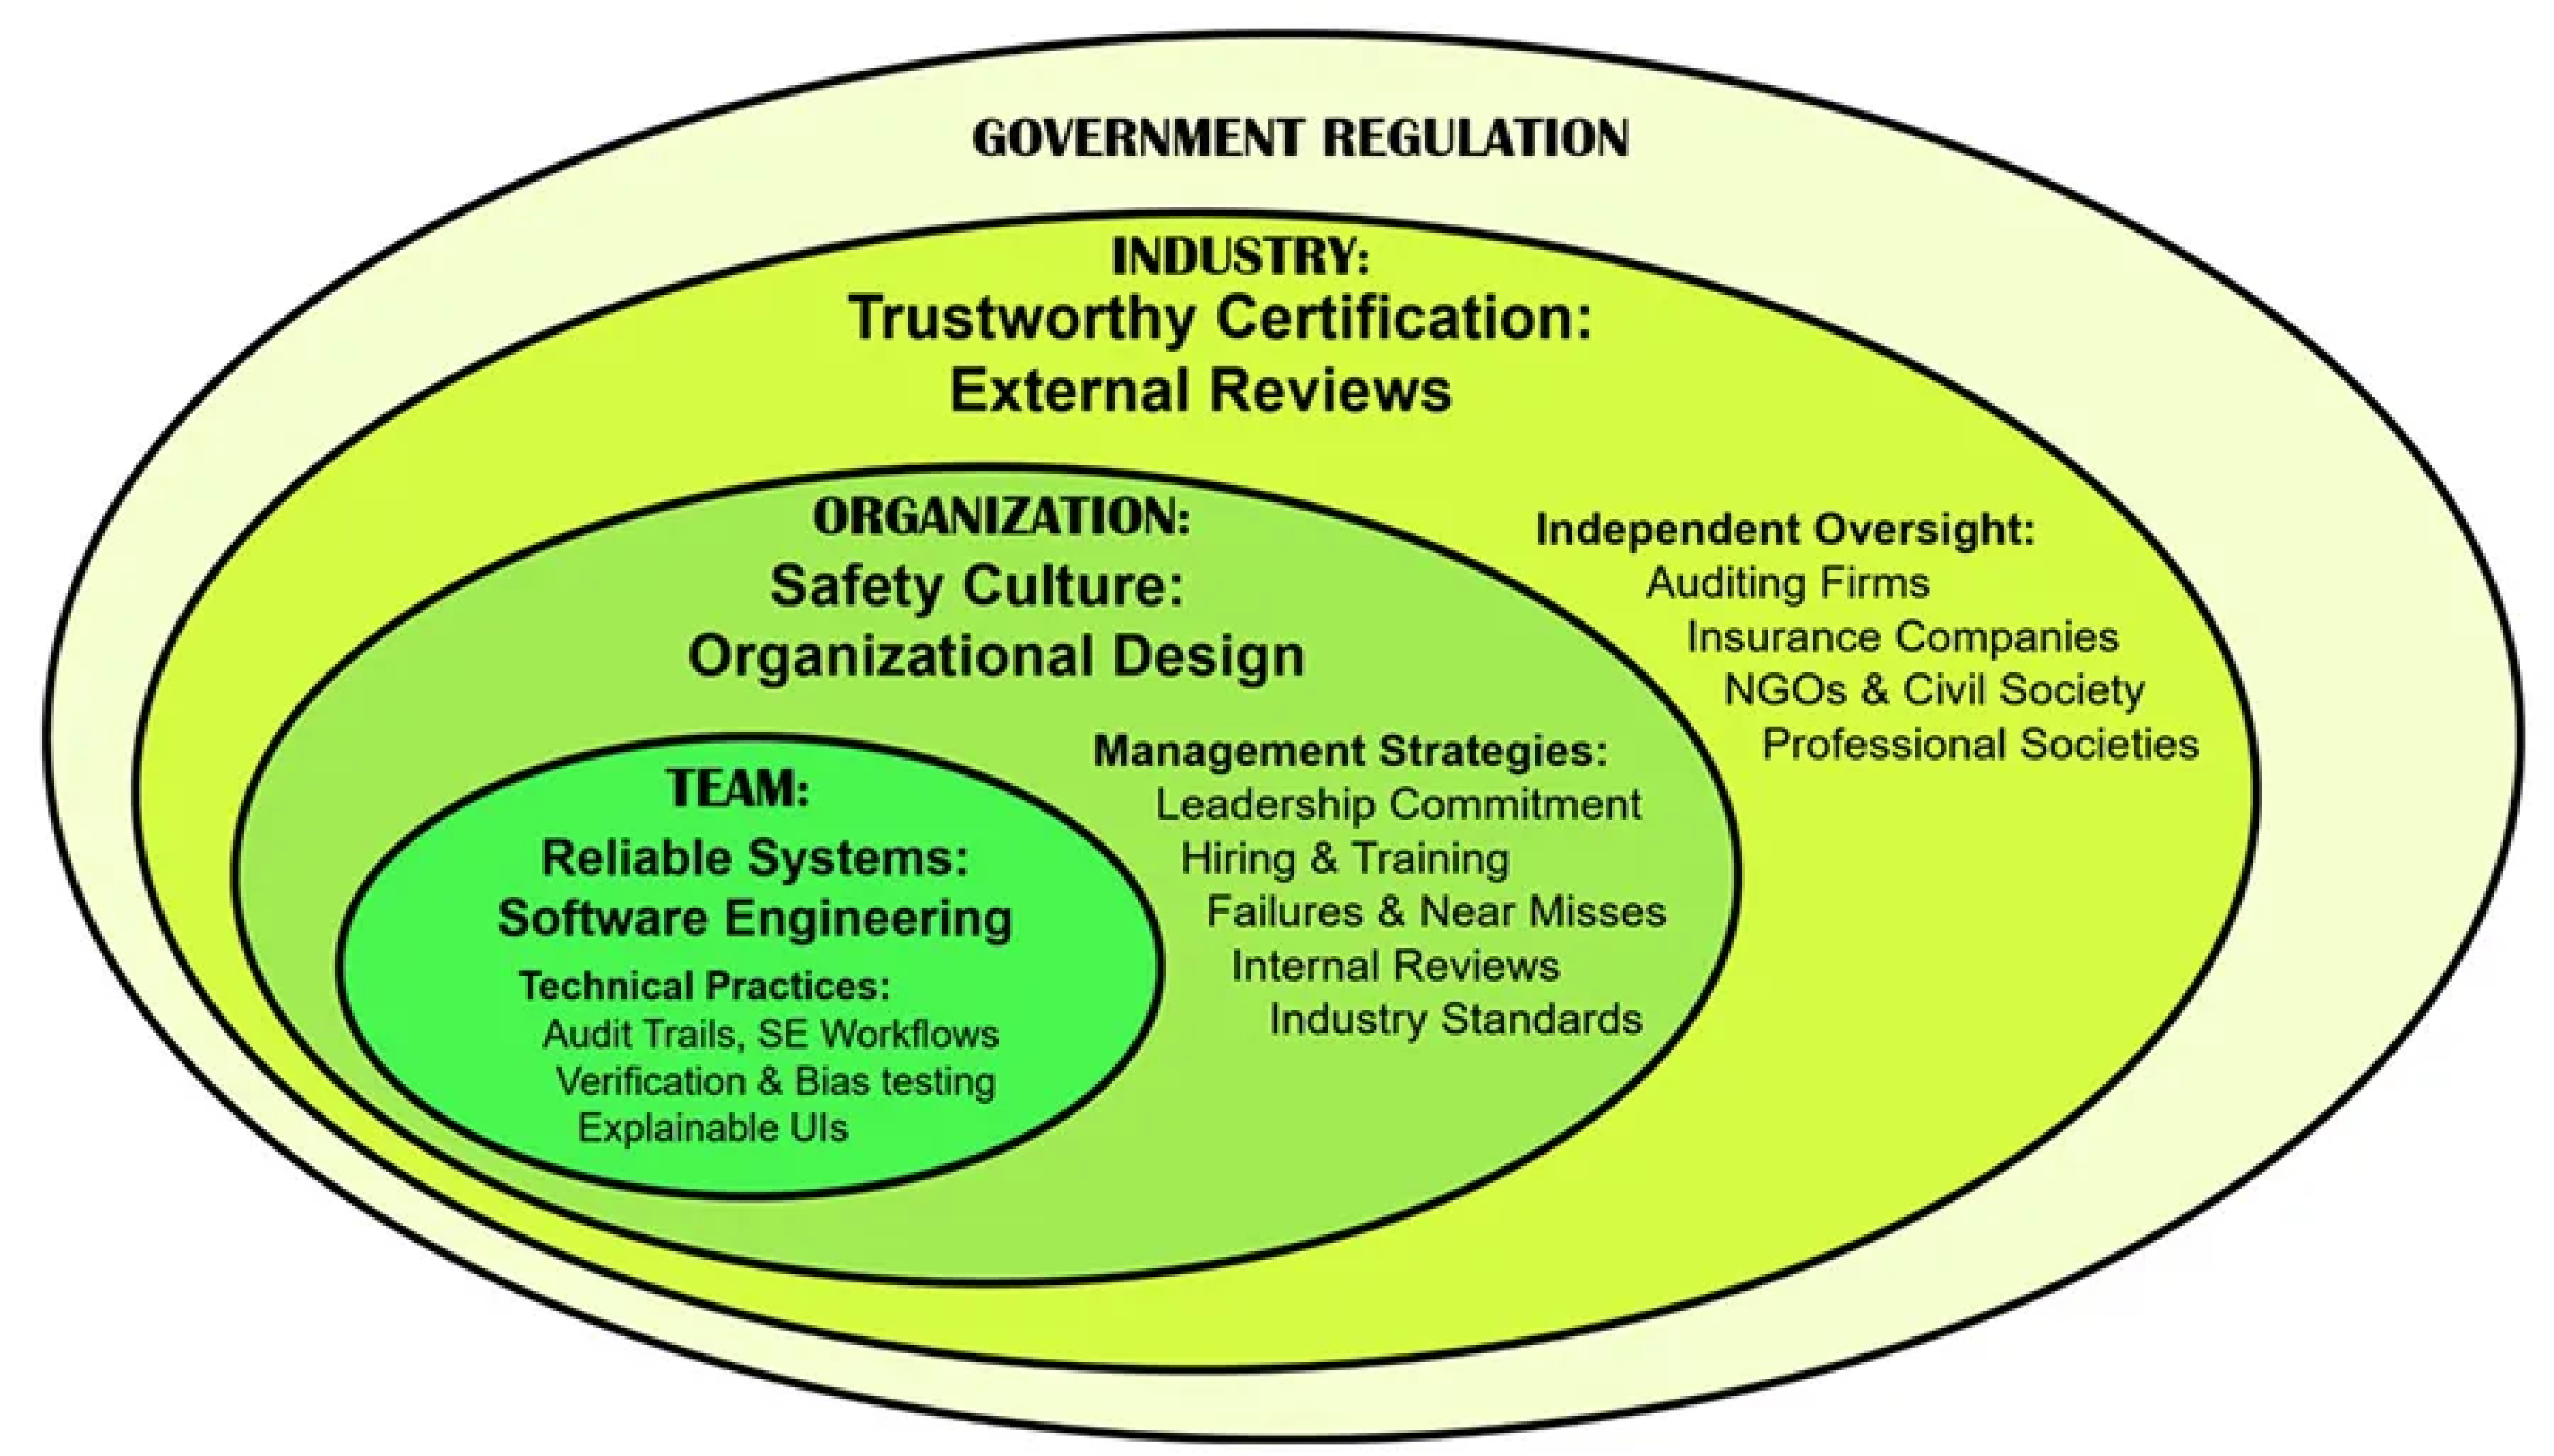 GOVERNMENT REGULATION
INDUSTRY:
Trustworthy Certification:
External Reviews
ORGANIZATION:
Safety Culture:
Organizational Design
Independent Oversight:
Auditing Firms
Insurance Companies
NGOs & Civil Society
Professional Societies
Management Strategies:
Leadership Commitment
Hiring & Training
Failures & Near Misses
Internal Reviews
Industry Standards
TEAM:
Reliable Systems:
Software Engineering
Technical Practices:
Audit Trails, SE Workflows
Verification & Bias testing
Explainable UIs